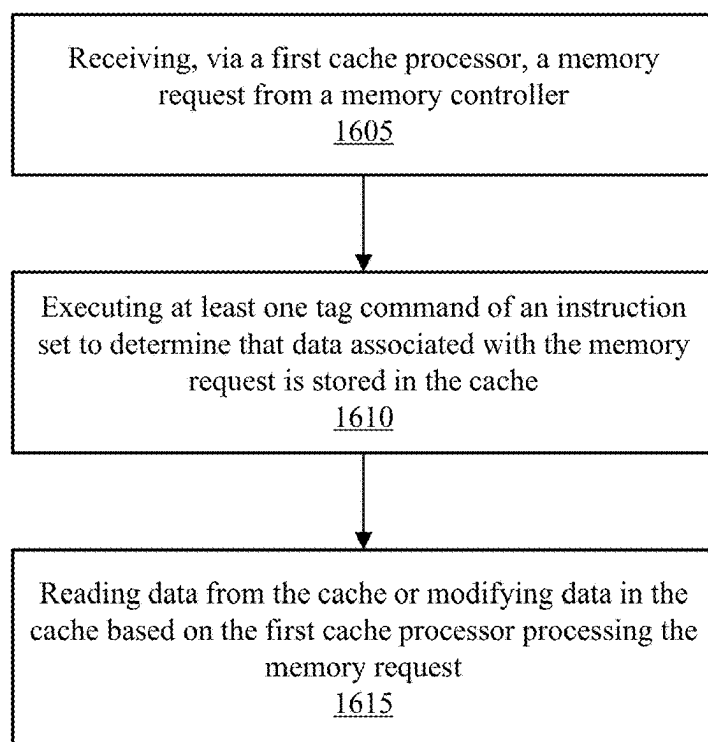 Receiving, via a first cache processor, a memory
request from a memory controller
1605
Executing at least one tag command of an instruction
set to determine that data associated with the memory
request is stored in the cache
1610
Reading data from the cache or modifying data in the
cache based on the first cache processor processing the
memory request
1615